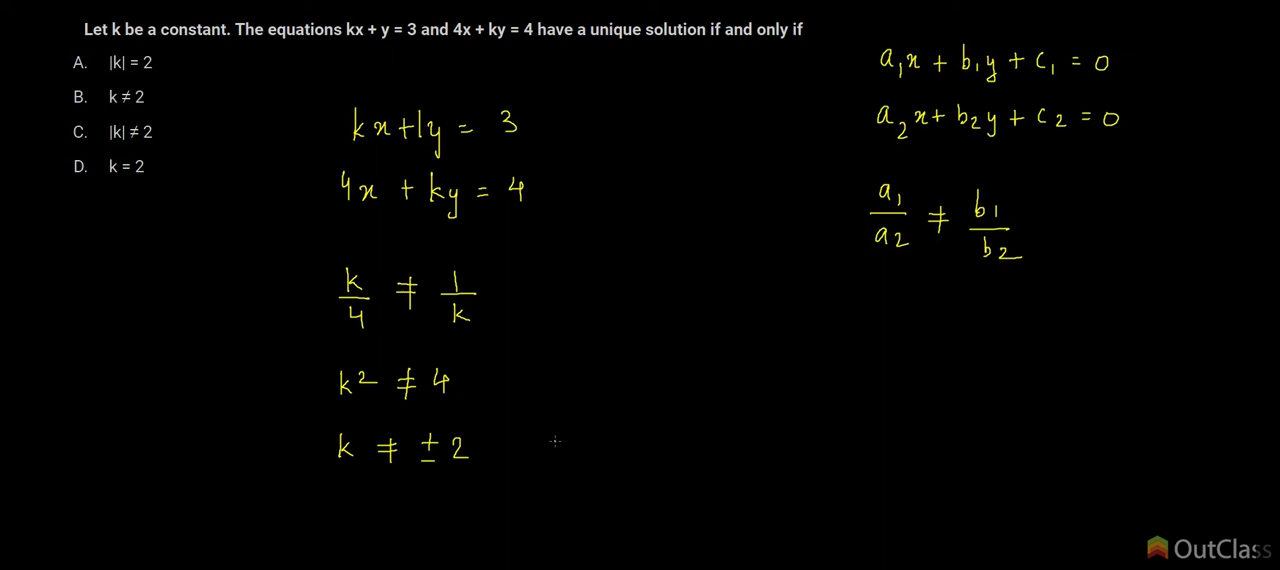 Let k be a constant. The equations kx + y = 3 and 4x + ky = 4 have a unique solution if and only if
A. |k| = 2
B. k ≠ 2
C. |k| ≠ 2
D. k = 2
kx+1y = 3
4x + ky = 4
k/4 ≠ 1/k
k² ≠ 4
k ≠ ± 2
a₁x + b₁y + c₁ = 0
a₂x + b₂y + c₂ = 0
a₁/a₂ ≠ b₁/b₂
OutClass